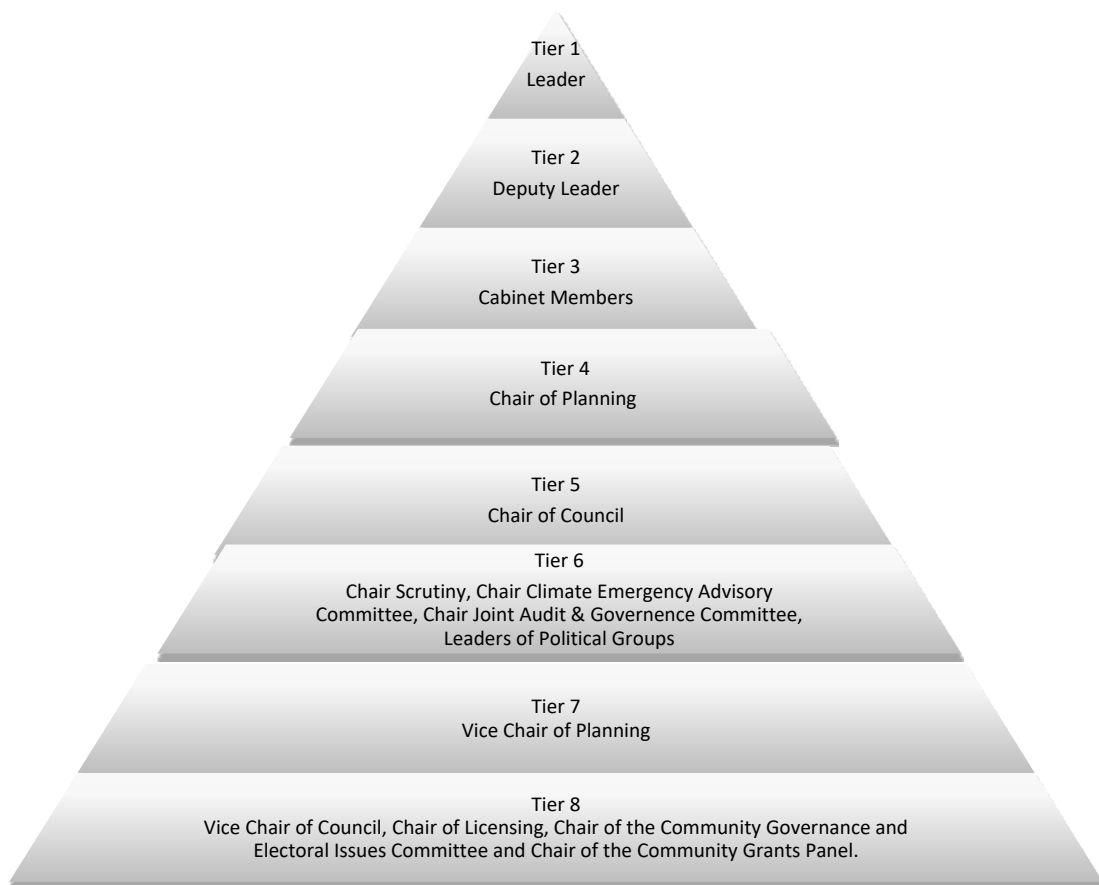 Tier 1
Leader
Tier 2
Deputy Leader
Tier 3
Cabinet Members
Tier 4
Chair of Planning
Tier 5
Chair of Council
Tier 6
Chair Scrutiny, Chair Climate Emergency Advisory
Committee, Chair Joint Audit & Governence Committee,
Leaders of Political Groups
Tier 7
Vice Chair of Planning
Tier 8
Vice Chair of Council, Chair of Licensing, Chair of the Community Governance and
Electoral Issues Committee and Chair of the Community Grants Panel.